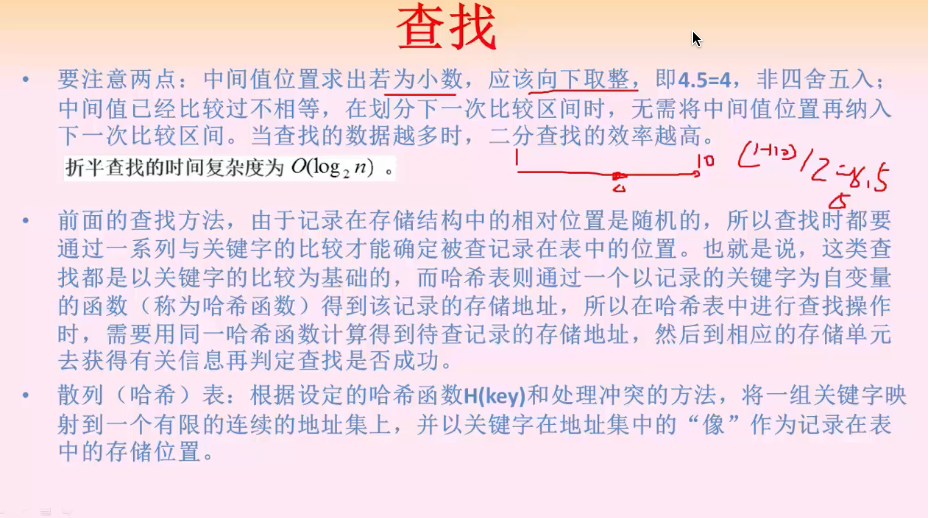 查找
• 要注意两点：中间值位置求出若为小数，应该向下取整，即4.5=4，非四舍五入；
中间值已经比较过不相等，在划分下一次比较区间时，无需将中间值位置再纳入
下一次比较区间。当查找的数据越多时，二分查找的效率越高。
折半查找的时间复杂度为 O(log₂n) 。
1 10
• 前面的查找方法，由于记录在存储结构中的相对位置是随机的，所以查找时都要
通过一系列与关键字的比较才能确定被查记录在表中的位置。也就是说，这类查
找都是以关键字的比较为基础的，而哈希表则通过一个以记录的关键字为自变量
的函数（称为哈希函数）得到该记录的存储地址，所以在哈希表中进行查找操作
时，需要用同一哈希函数计算得到待查记录的存储地址，然后到相应的存储单元
去获得有关信息再判定查找是否成功。
• 散列（哈希）表：根据设定的哈希函数H(key)和处理冲突的方法，将一组关键字映
射到一个有限的连续的地址集上，并以关键字在地址集中的“像”作为记录在表
中的存储位置。